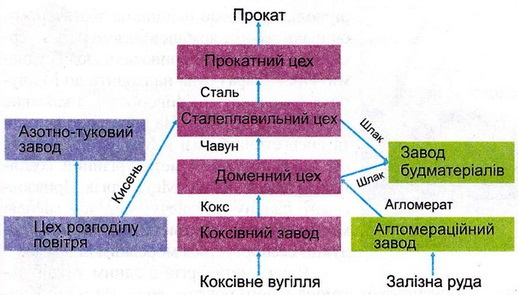 Прокат
Прокатний цех
Сталь
Азотно-туковий
завод
Сталеплавильний цех
Кисень
Чавун
Шлак
Завод
будматеріалів
Доменний цех
Шлак
Кокс
Агломерат
Цех розподілу
повітря
Коксівний завод
Агломераційний
завод
Коксівне вугілля
Залізна руда